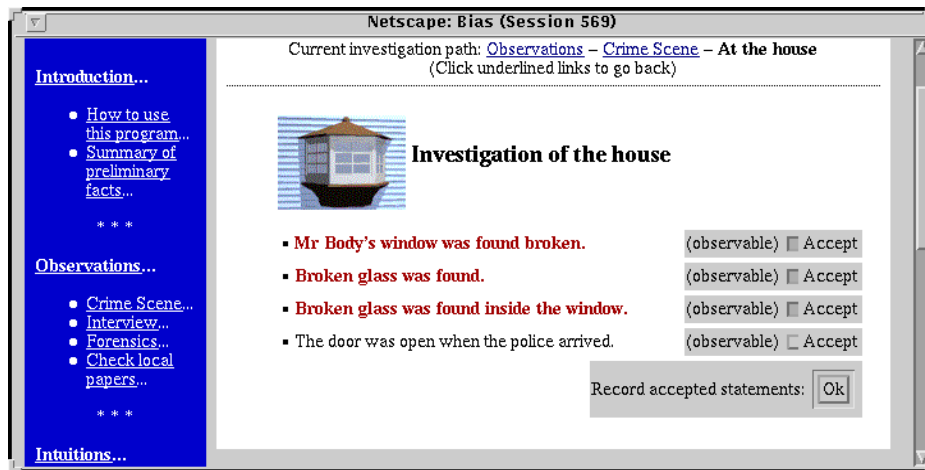 Netscape: Bias (Session 569)
Introduction...
How to use
this program...
Summary of
preliminary
facts...
* * *
Observations...
Crime Scene...
Interview...
Forensics...
Check local
papers...
* * *
Intuitions...
Current investigation path: Observations – Crime Scene – At the house
(Click underlined links to go back)
Investigation of the house
Mr Body's window was found broken. (observable) Accept
Broken glass was found. (observable) Accept
Broken glass was found inside the window. (observable) Accept
The door was open when the police arrived. (observable) Accept
Record accepted statements: Ok